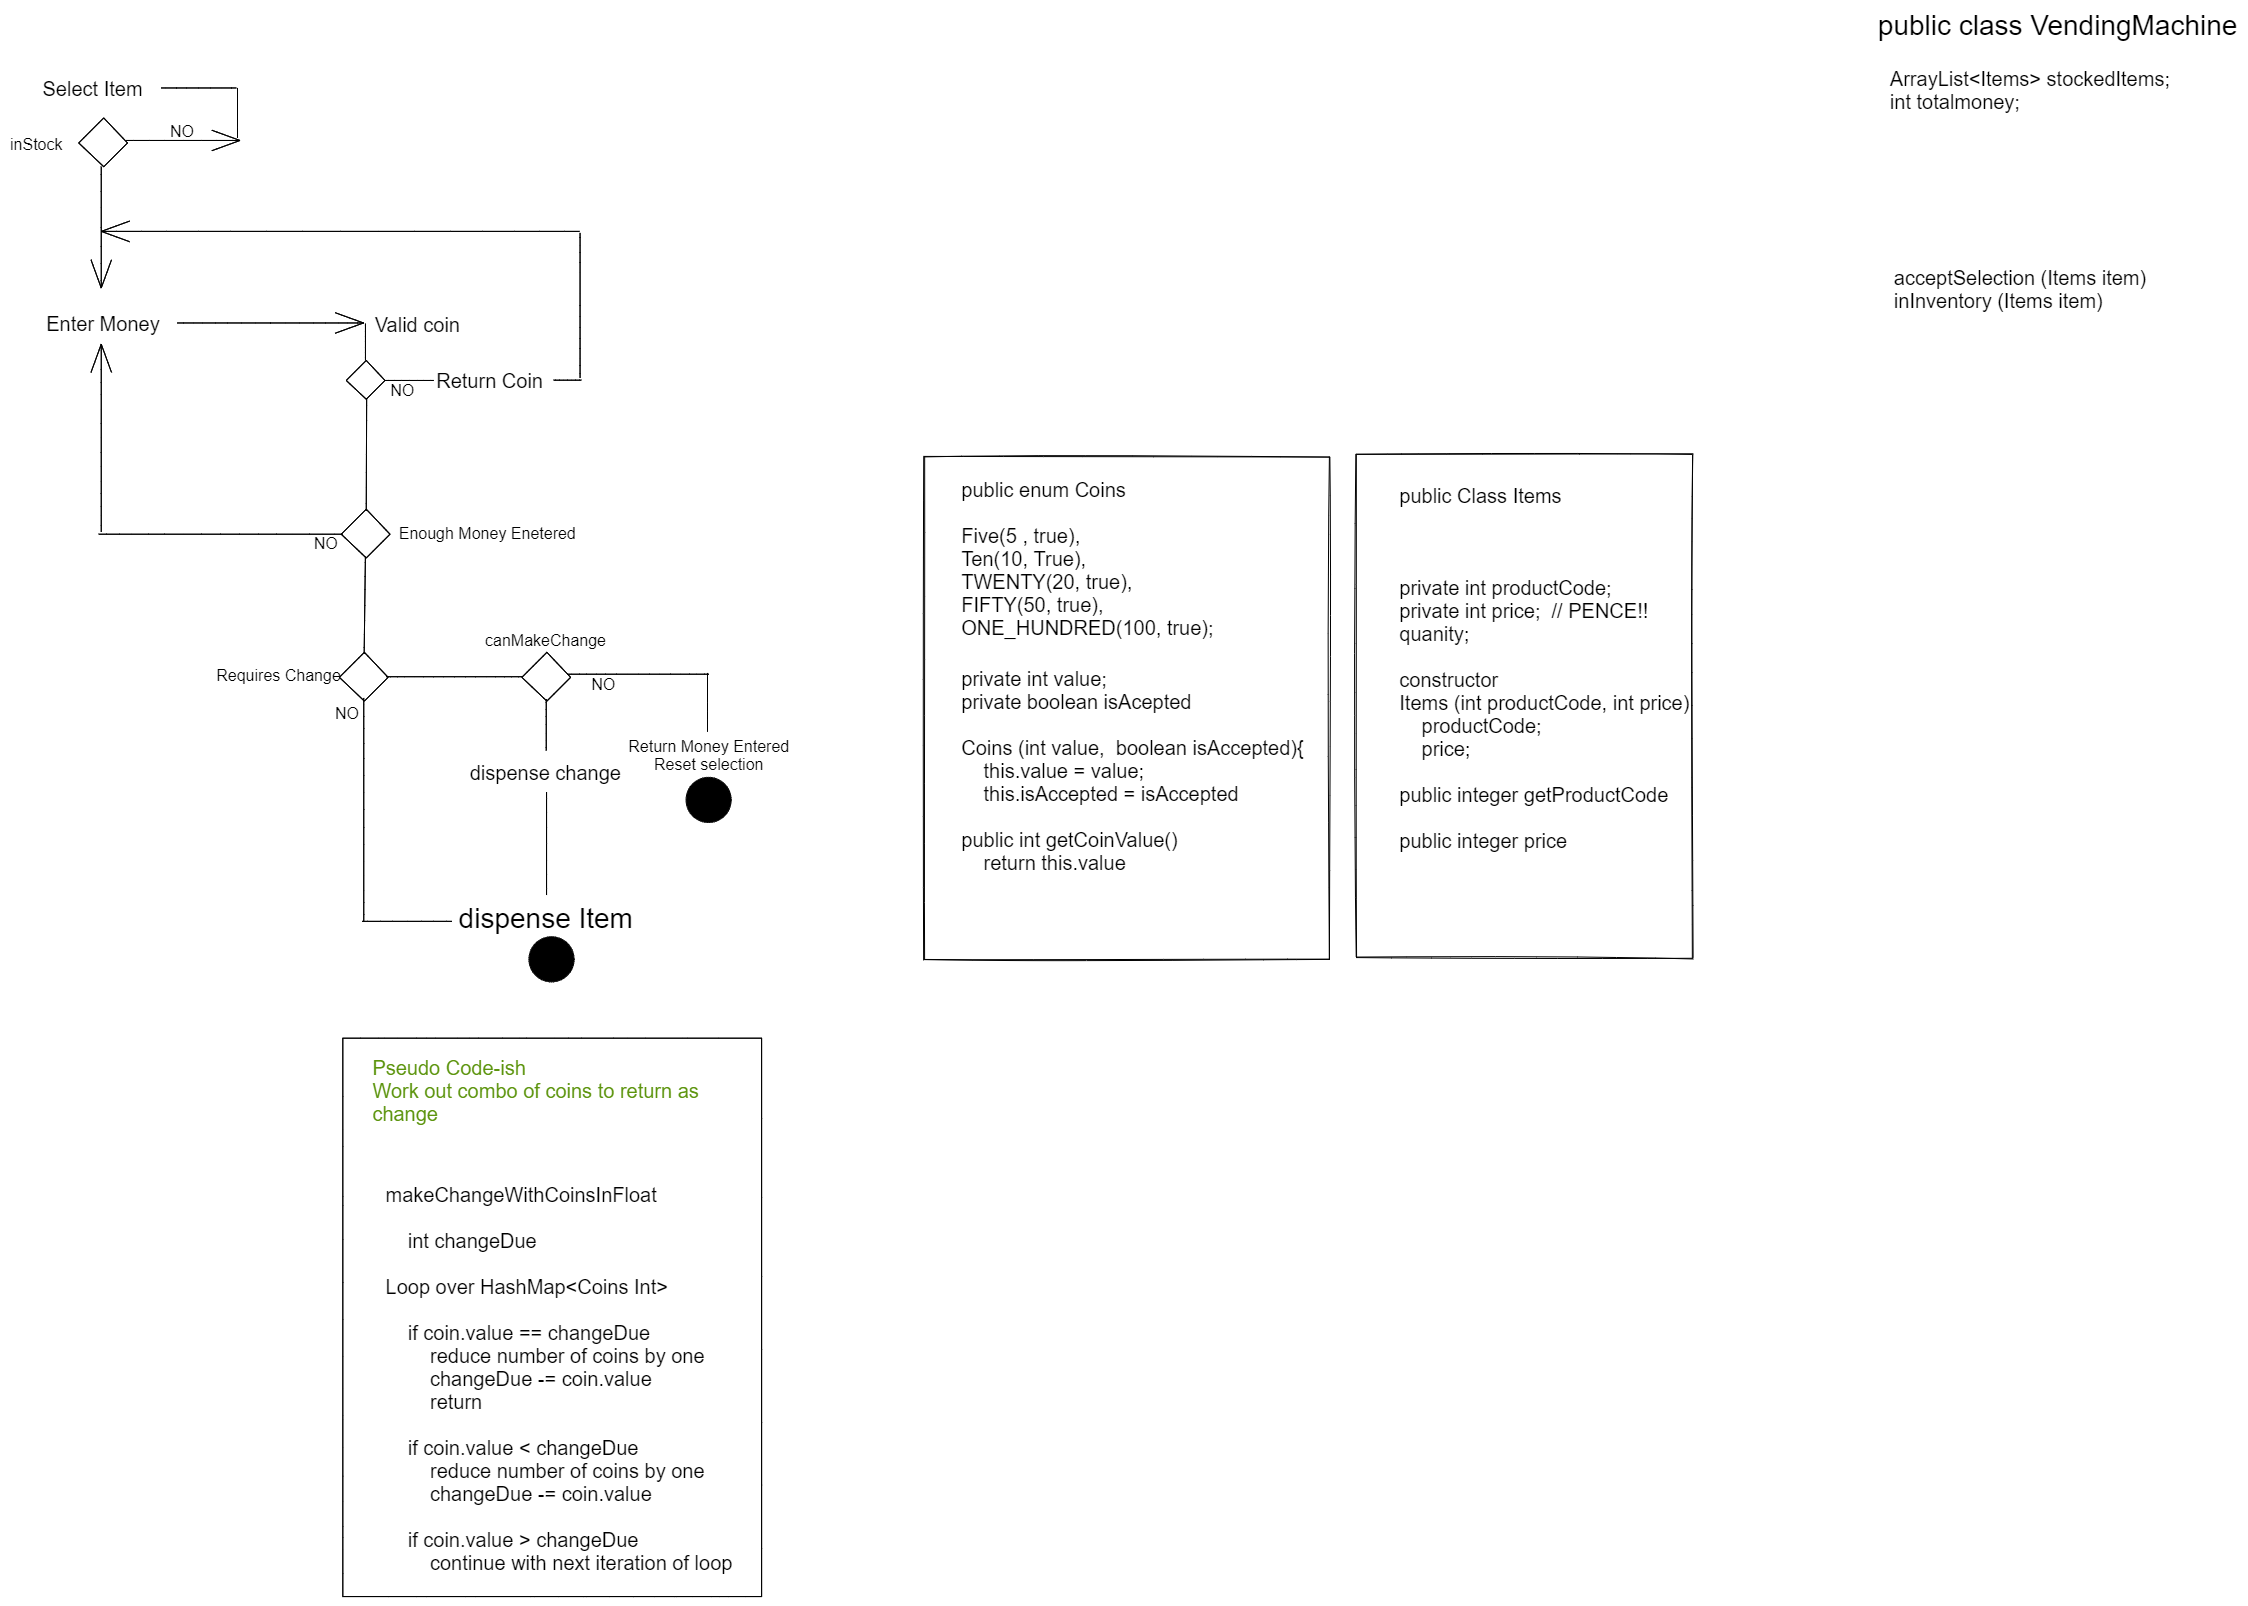 public class VendingMachine
ArrayList<Items> stockedItems;
int totalmoney;
acceptSelection (Items item)
inInventory (Items item)
Select Item
NO
inStock
Enter Money
Valid coin
NO
Return Coin
NO
Enough Money Enetered
canMakeChange
Requires Change
NO
NO
Return Money Entered
Reset selection
dispense change
dispense Item
public enum Coins
Five(5 , true),
Ten(10, True),
TWENTY(20, true),
FIFTY(50, true),
ONE_HUNDRED(100, true);
private int value;
private boolean isAcepted
Coins (int value,  boolean isAccepted){
this.value = value;
this.isAccepted = isAccepted
public int getCoinValue()
return this.value
public Class Items
private int productCode;
private int price;  // PENCE!!
quanity;
constructor
Items (int productCode, int price)
productCode;
price;
public integer getProductCode
public integer price
Pseudo Code-ish
Work out combo of coins to return as
change
makeChangeWithCoinsInFloat
int changeDue
Loop over HashMap<Coins Int>
if coin.value == changeDue
reduce number of coins by one
changeDue -= coin.value
return
if coin.value < changeDue
reduce number of coins by one
changeDue -= coin.value
if coin.value > changeDue
continue with next iteration of loop